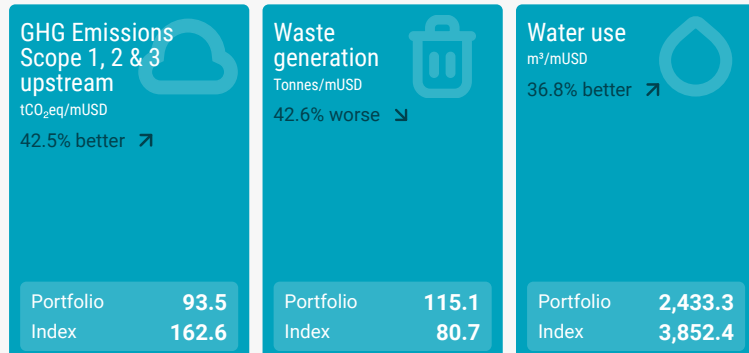 GHG Emissions
Scope 1, 2 & 3
upstream
tCO₂eq/mUSD
42.5% better
Portfolio 93.5
Index 162.6
Waste
generation
Tonnes/mUSD
42.6% worse
Portfolio 115.1
Index 80.7
Water use
m³/mUSD
36.8% better
Portfolio 2,433.3
Index 3,852.4